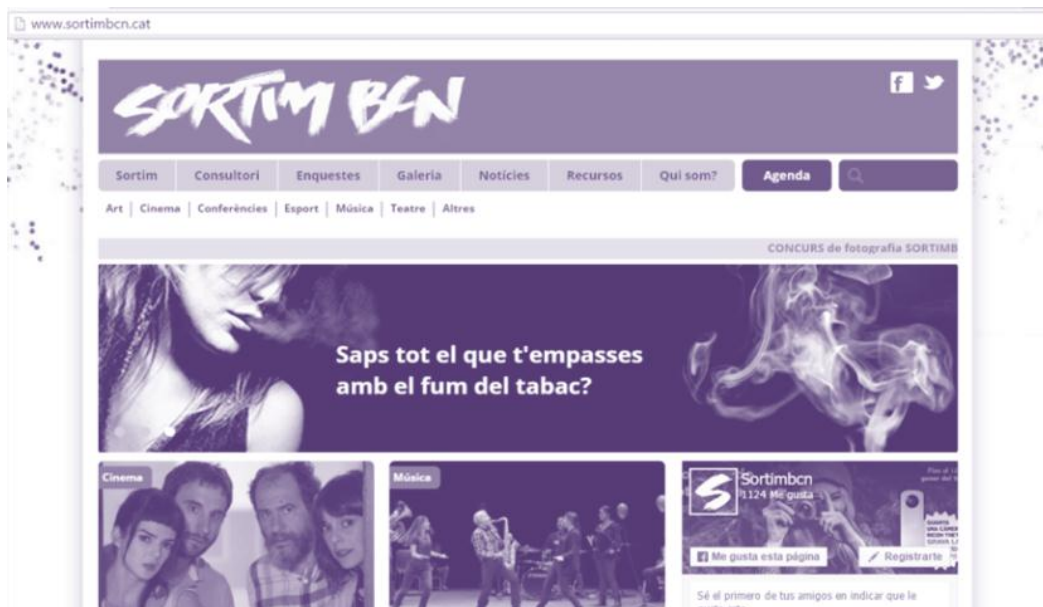 www.sortimbcn.cat
SORTIM BCN
Sortim Consultori Enquestes Galeria Notícies Recursos Qui som? Agenda
Art | Cinema | Conferències | Esport | Música | Teatre | Altres
CONCURS de fotografia SORTIMB
Saps tot el que t'empasses
amb el fum del tabac?
Cinema
Música
Sortimbcn
1124 Me gusta
Me gusta esta página
Registrarte
Sé el primero de tus amigos en indicar que le